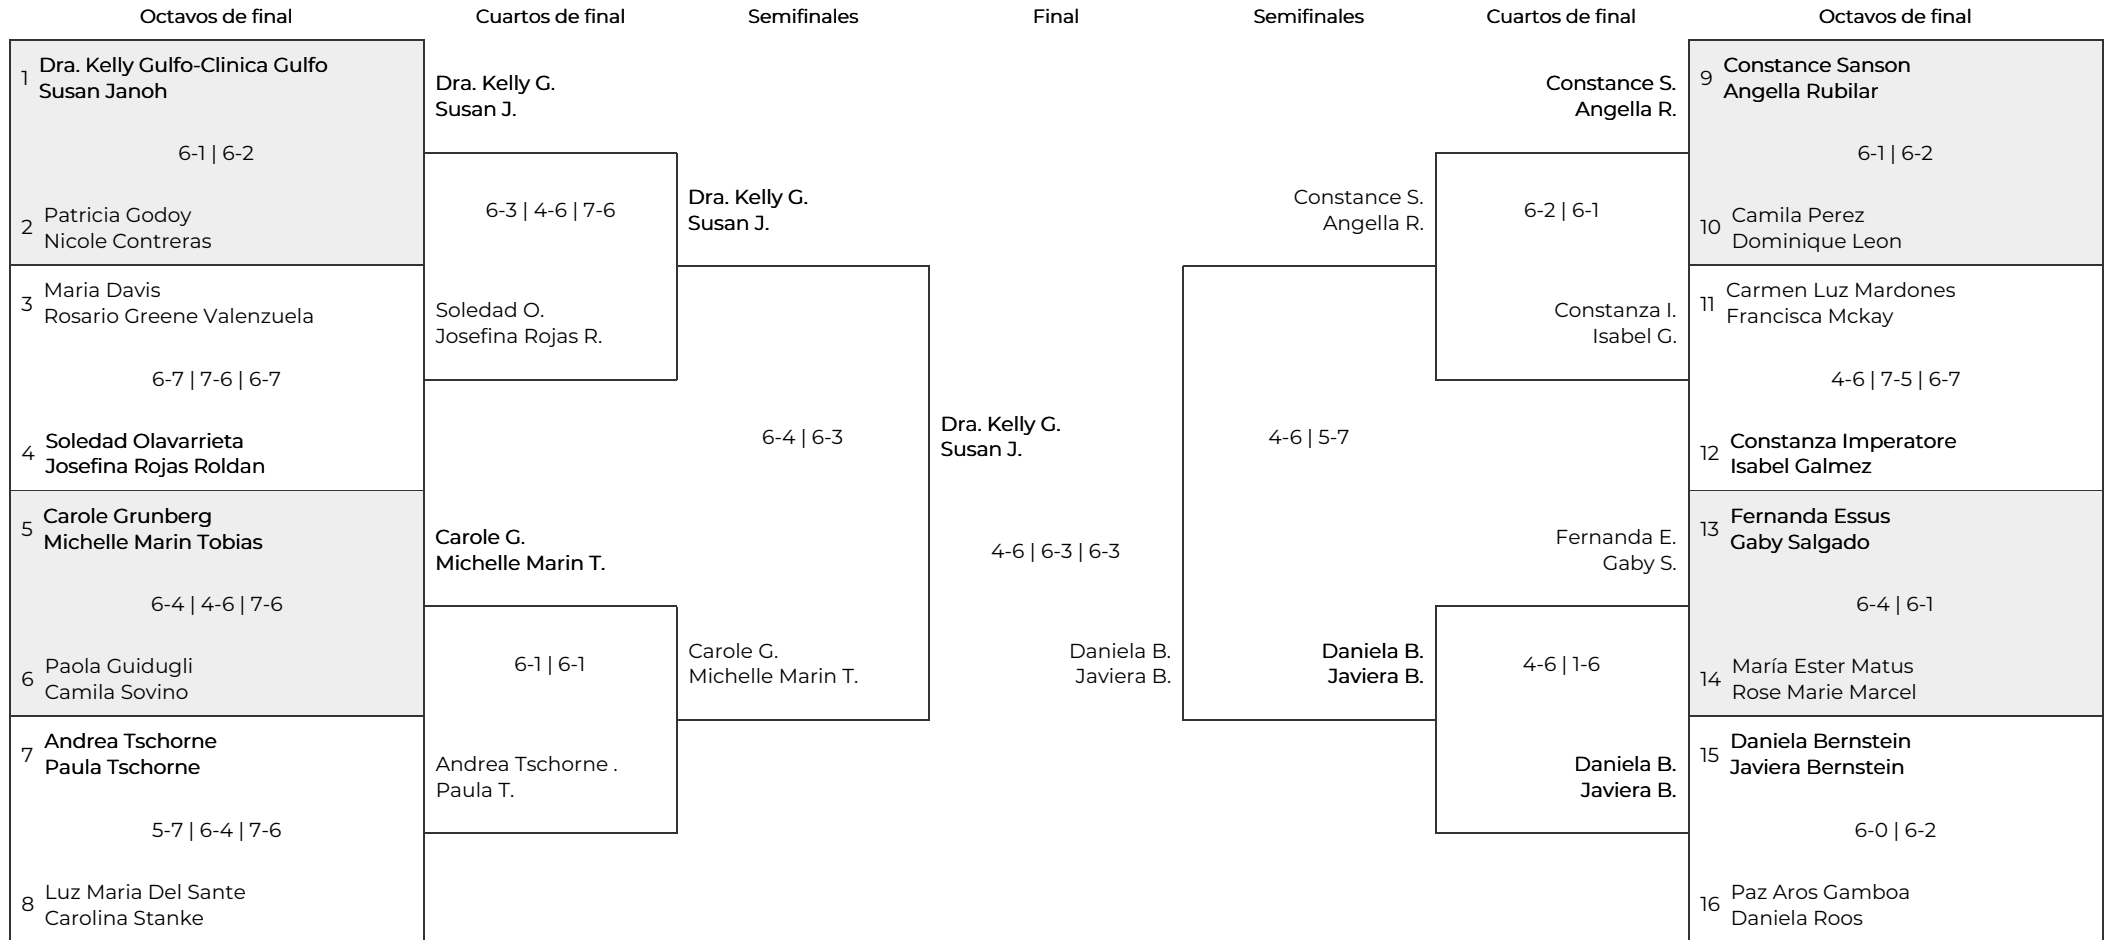 Octavos de final
Cuartos de final
Semifinales
Final
Semifinales
Cuartos de final
Octavos de final
1
Dra. Kelly Gulfo-Clinica Gulfo
Susan Janoh
6-1 | 6-2
2
Patricia Godoy
Nicole Contreras
3
Maria Davis
Rosario Greene Valenzuela
6-7 | 7-6 | 6-7
4
Soledad Olavarrieta
Josefina Rojas Roldan
5
Carole Grunberg
Michelle Marin Tobias
6-4 | 4-6 | 7-6
6
Paola Guidugli
Camila Sovino
7
Andrea Tschorne
Paula Tschorne
5-7 | 6-4 | 7-6
8
Luz Maria Del Sante
Carolina Stanke
Dra. Kelly G.
Susan J.
6-3 | 4-6 | 7-6
Soledad O.
Josefina Rojas R.
Carole G.
Michelle Marin T.
6-1 | 6-1
Andrea Tschorne .
Paula T.
Dra. Kelly G.
Susan J.
6-4 | 6-3
Carole G.
Michelle Marin T.
Dra. Kelly G.
Susan J.
4-6 | 6-3 | 6-3
Daniela B.
Javiera B.
Constance S.
Angella R.
4-6 | 5-7
Daniela B.
Javiera B.
Constance S.
Angella R.
6-2 | 6-1
Constanza I.
Isabel G.
Fernanda E.
Gaby S.
4-6 | 1-6
Daniela B.
Javiera B.
9
Constance Sanson
Angella Rubilar
6-1 | 6-2
10
Camila Perez
Dominique Leon
11
Carmen Luz Mardones
Francisca Mckay
4-6 | 7-5 | 6-7
12
Constanza Imperatore
Isabel Galmez
13
Fernanda Essus
Gaby Salgado
6-4 | 6-1
14
María Ester Matus
Rose Marie Marcel
15
Daniela Bernstein
Javiera Bernstein
6-0 | 6-2
16
Paz Aros Gamboa
Daniela Roos